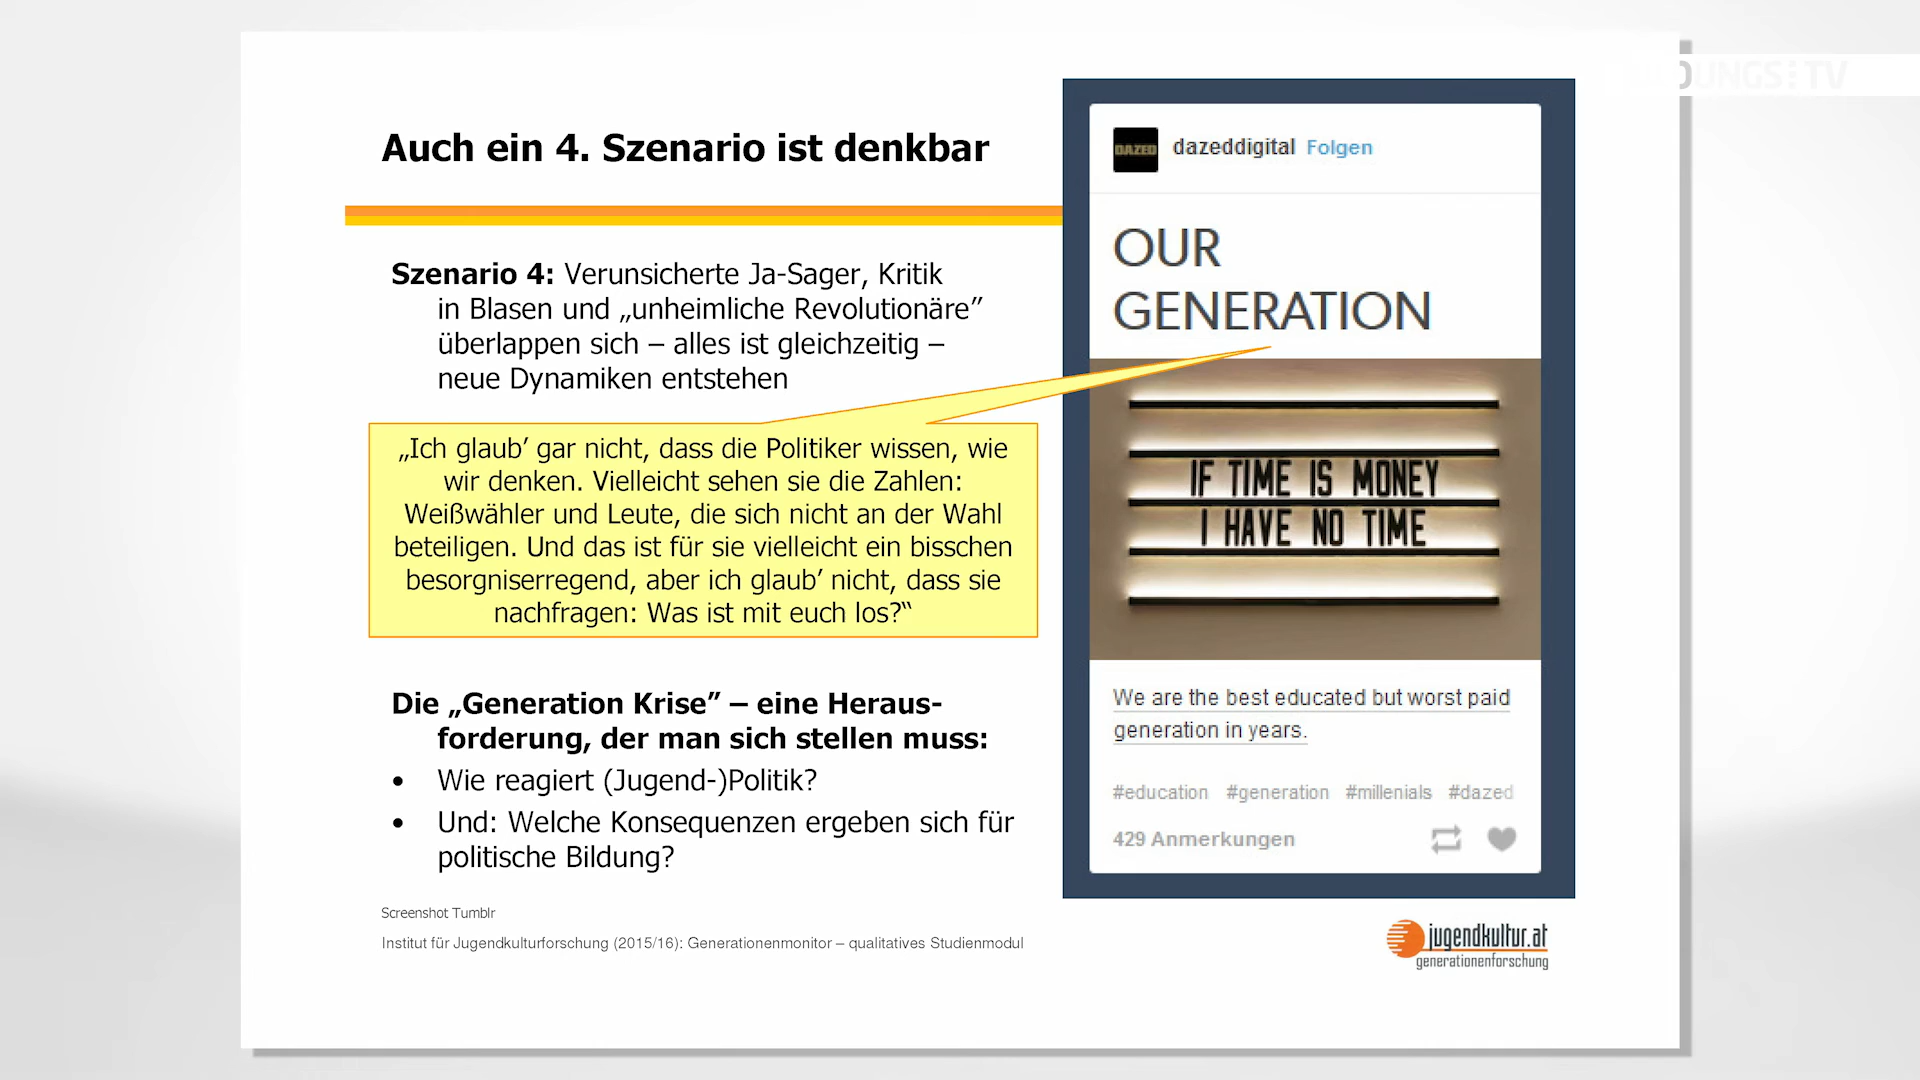 Auch ein 4. Szenario ist denkbar
Szenario 4: Verunsicherte Ja-Sager, Kritik
in Blasen und „unheimliche Revolutionäre”
überlappen sich – alles ist gleichzeitig –
neue Dynamiken entstehen
„Ich glaub’ gar nicht, dass die Politiker wissen, wie
wir denken. Vielleicht sehen sie die Zahlen:
Weißwähler und Leute, die sich nicht an der Wahl
beteiligen. Und das ist für sie vielleicht ein bisschen
besorgniserregend, aber ich glaub’ nicht, dass sie
nachfragen: Was ist mit euch los?“
Die „Generation Krise” – eine Heraus-
forderung, der man sich stellen muss:
• Wie reagiert (Jugend-)Politik?
• Und: Welche Konsequenzen ergeben sich für
politische Bildung?
Screenshot Tumblr
Institut für Jugendkulturforschung (2015/16): Generationenmonitor – qualitatives Studienmodul
DAZED
dazeddigital Folgen
OUR
GENERATION
IF TIME IS MONEY
I HAVE NO TIME
We are the best educated but worst paid
generation in years.
#education #generation #millenials #dazed
429 Anmerkungen
jugendkultur.at
generationenforschung
DUNGS TV